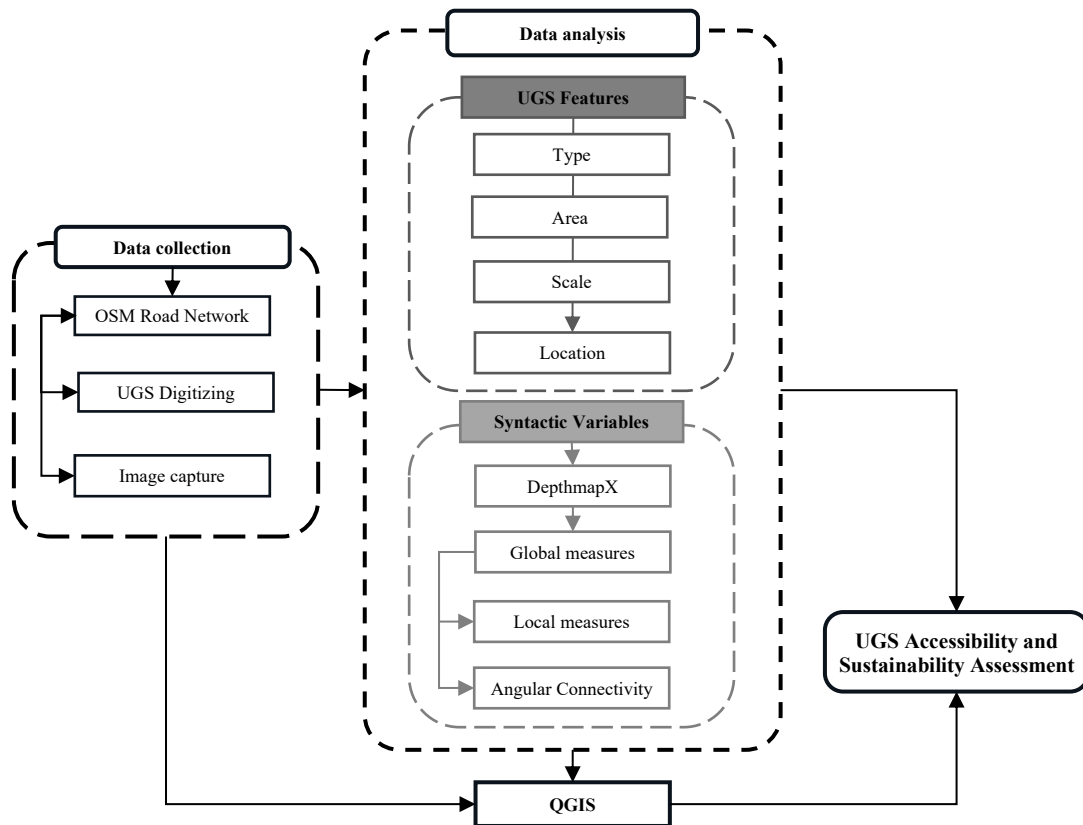 Data analysis
UGS Features
Type
Area
Scale
Location
Data collection
OSM Road Network
UGS Digitizing
Image capture
Syntactic Variables
DepthmapX
Global measures
Local measures
Angular Connectivity
UGS Accessibility and
Sustainability Assessment
QGIS